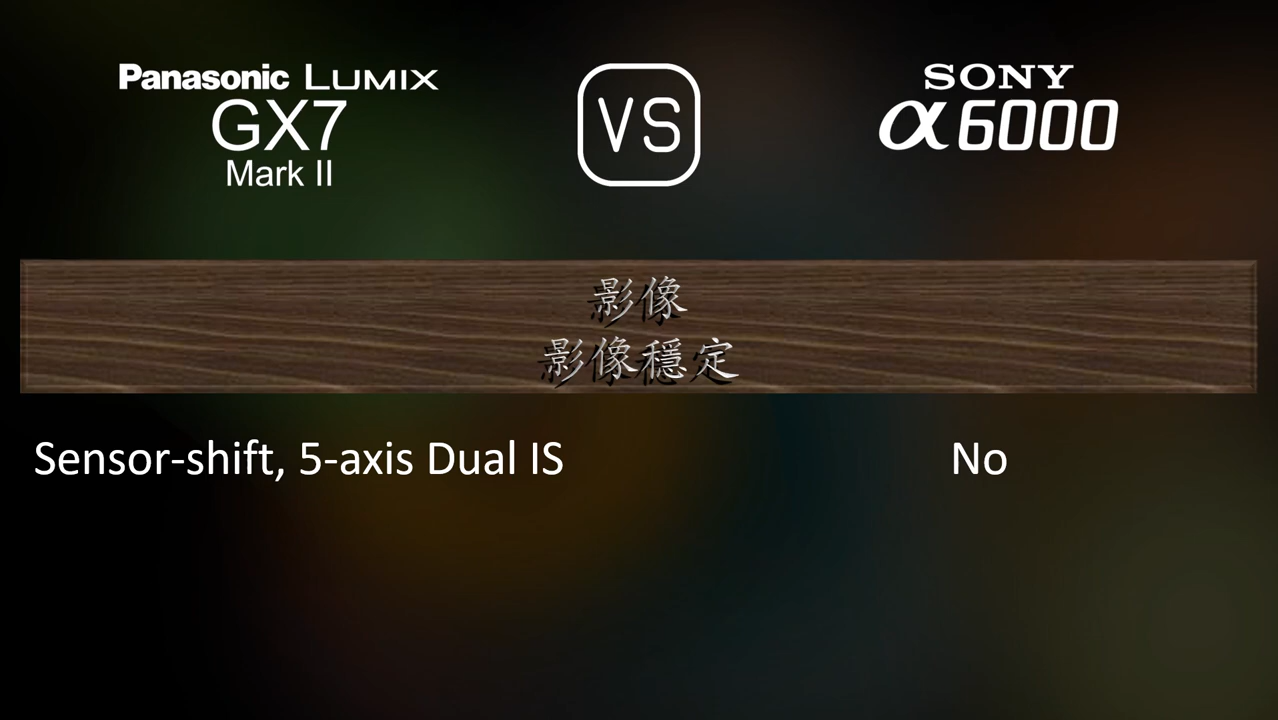 Panasonic LUMIX
GX7
Mark II
VS
SONY
α6000
影像
影像穩定
Sensor-shift, 5-axis Dual IS
No